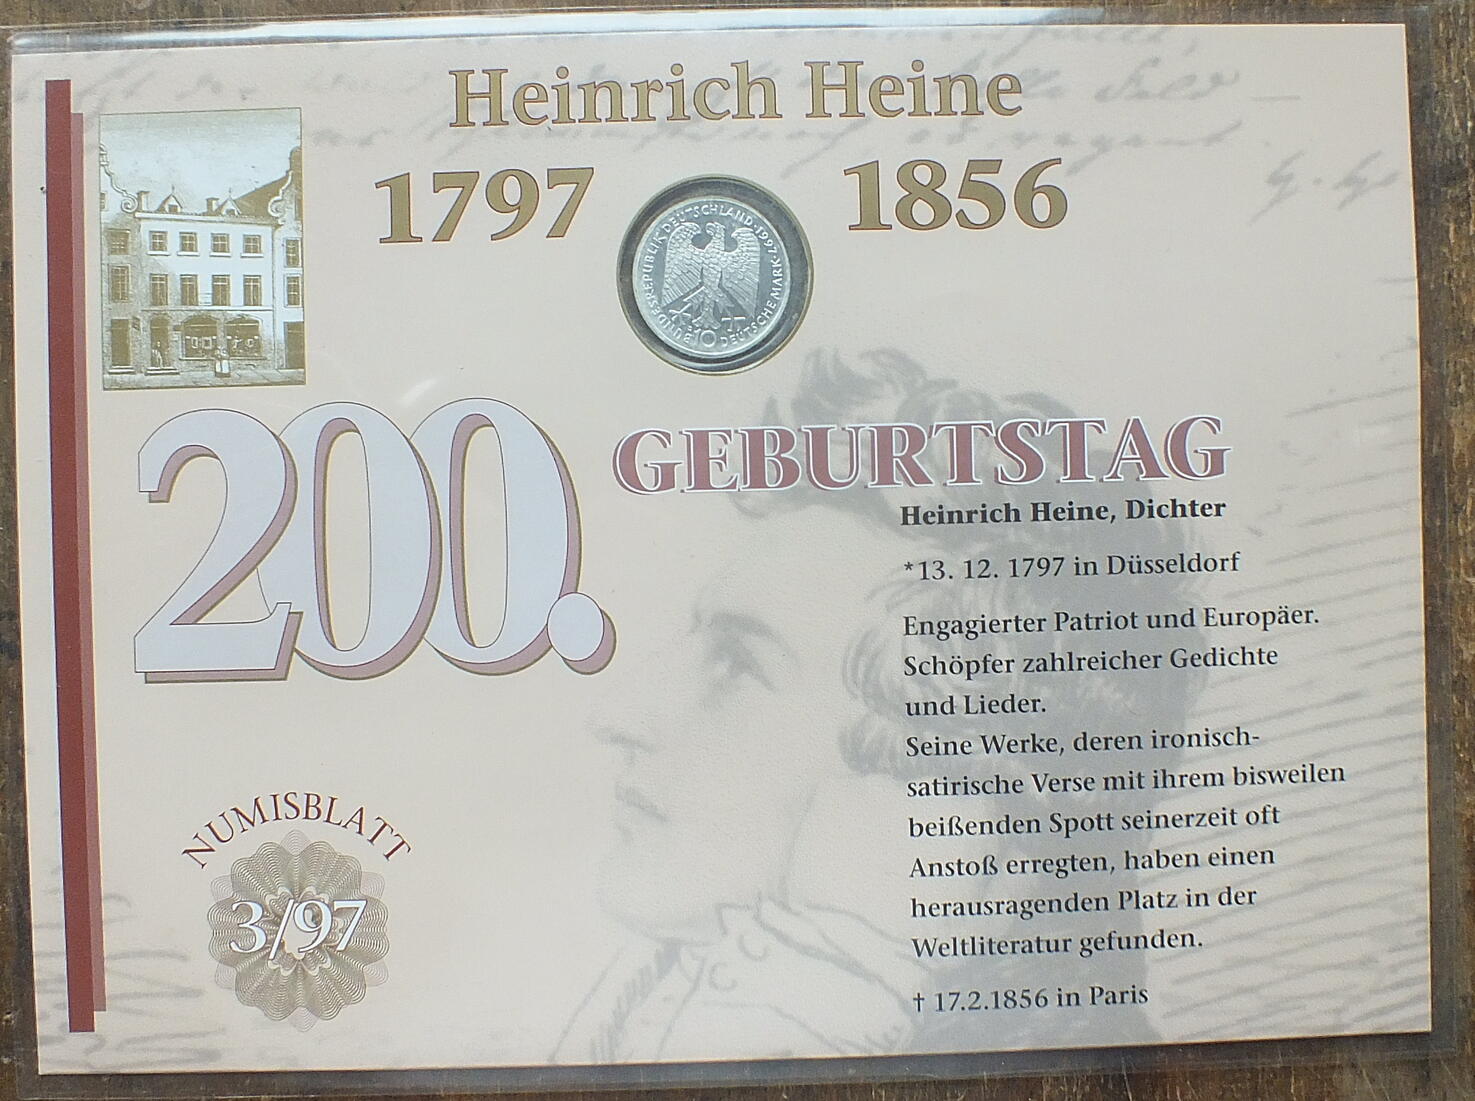 Heinrich Heine
1797
1856
BUNDESREPUBLIK DEUTSCHLAND · 1997
10
DEUTSCHE MARK
200. GEBURTSTAG
Heinrich Heine, Dichter
*13. 12. 1797 in Düsseldorf
Engagierter Patriot und Europäer.
Schöpfer zahlreicher Gedichte
und Lieder.
Seine Werke, deren ironisch-
satirische Verse mit ihrem bisweilen
beißenden Spott seinerzeit oft
Anstoß erregten, haben einen
herausragenden Platz in der
Weltliteratur gefunden.
† 17.2.1856 in Paris
NUMISBLATT
3/97